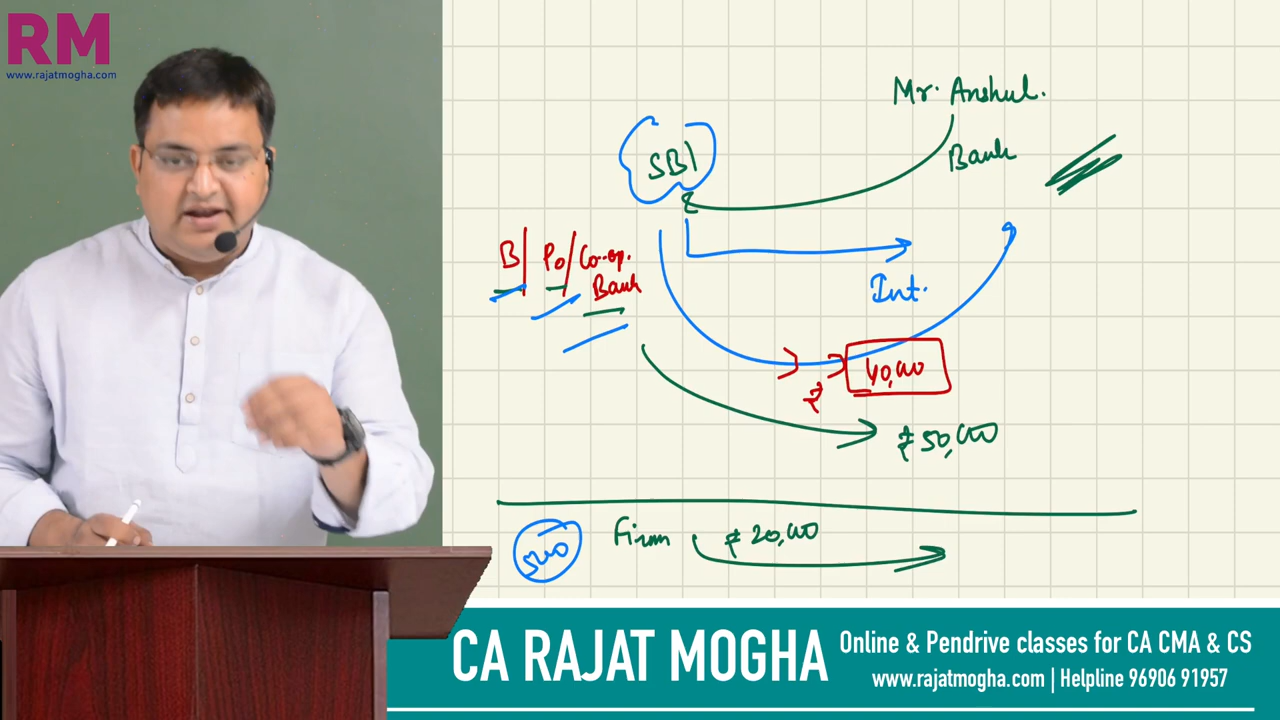 RM
www.rajatmogha.com
Mr. Anshul.
Bank
SBI
B/ Po/ Co-op.
Bank
Int.
₹ 40,000
₹ 50,000
5000
Firm ₹ 20,000
CA RAJAT MOGHA
Online & Pendrive classes for CA CMA & CS
www.rajatmogha.com | Helpline 96906 91957